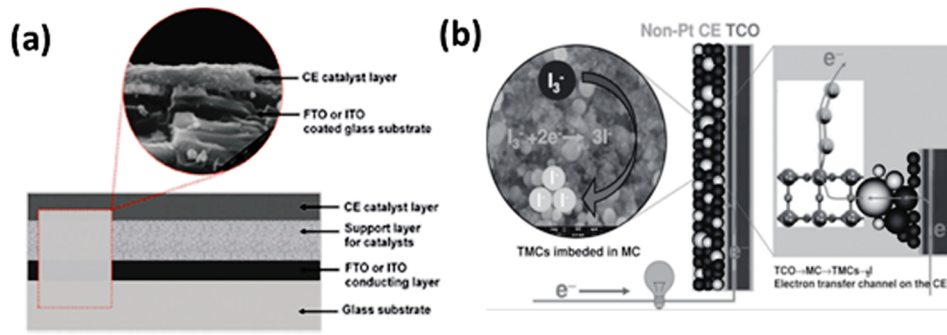 (a)
CE catalyst layer
FTO or ITO
coated glass substrate
CE catalyst layer
Support layer
for catalysts
FTO or ITO
conducting layer
Glass substrate
(b)
Non-Pt CE TCO
I₃⁻
I₃⁻+2e⁻→ 3I⁻
I⁻
I⁻ I⁻
TMCs imbeded in MC
e⁻
e⁻
e⁻
e⁻
TCO→MC→TMCs→I
Electron transfer channel on the CE